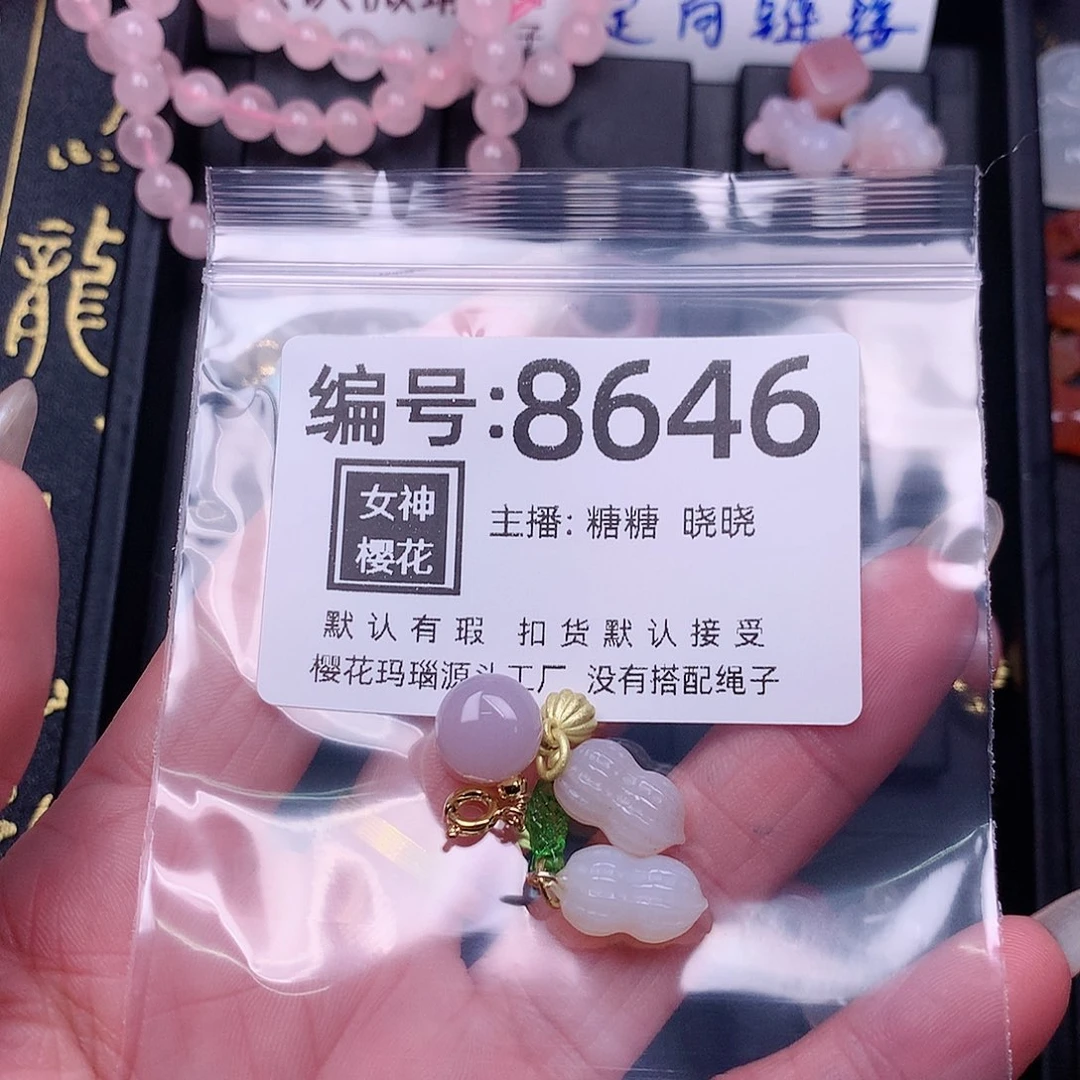 龍
编号:8646
女神
樱花
主播: 糖糖 晓晓
默认有瑕 扣货默认接受
樱花玛瑙源头工厂 没有搭配绳子